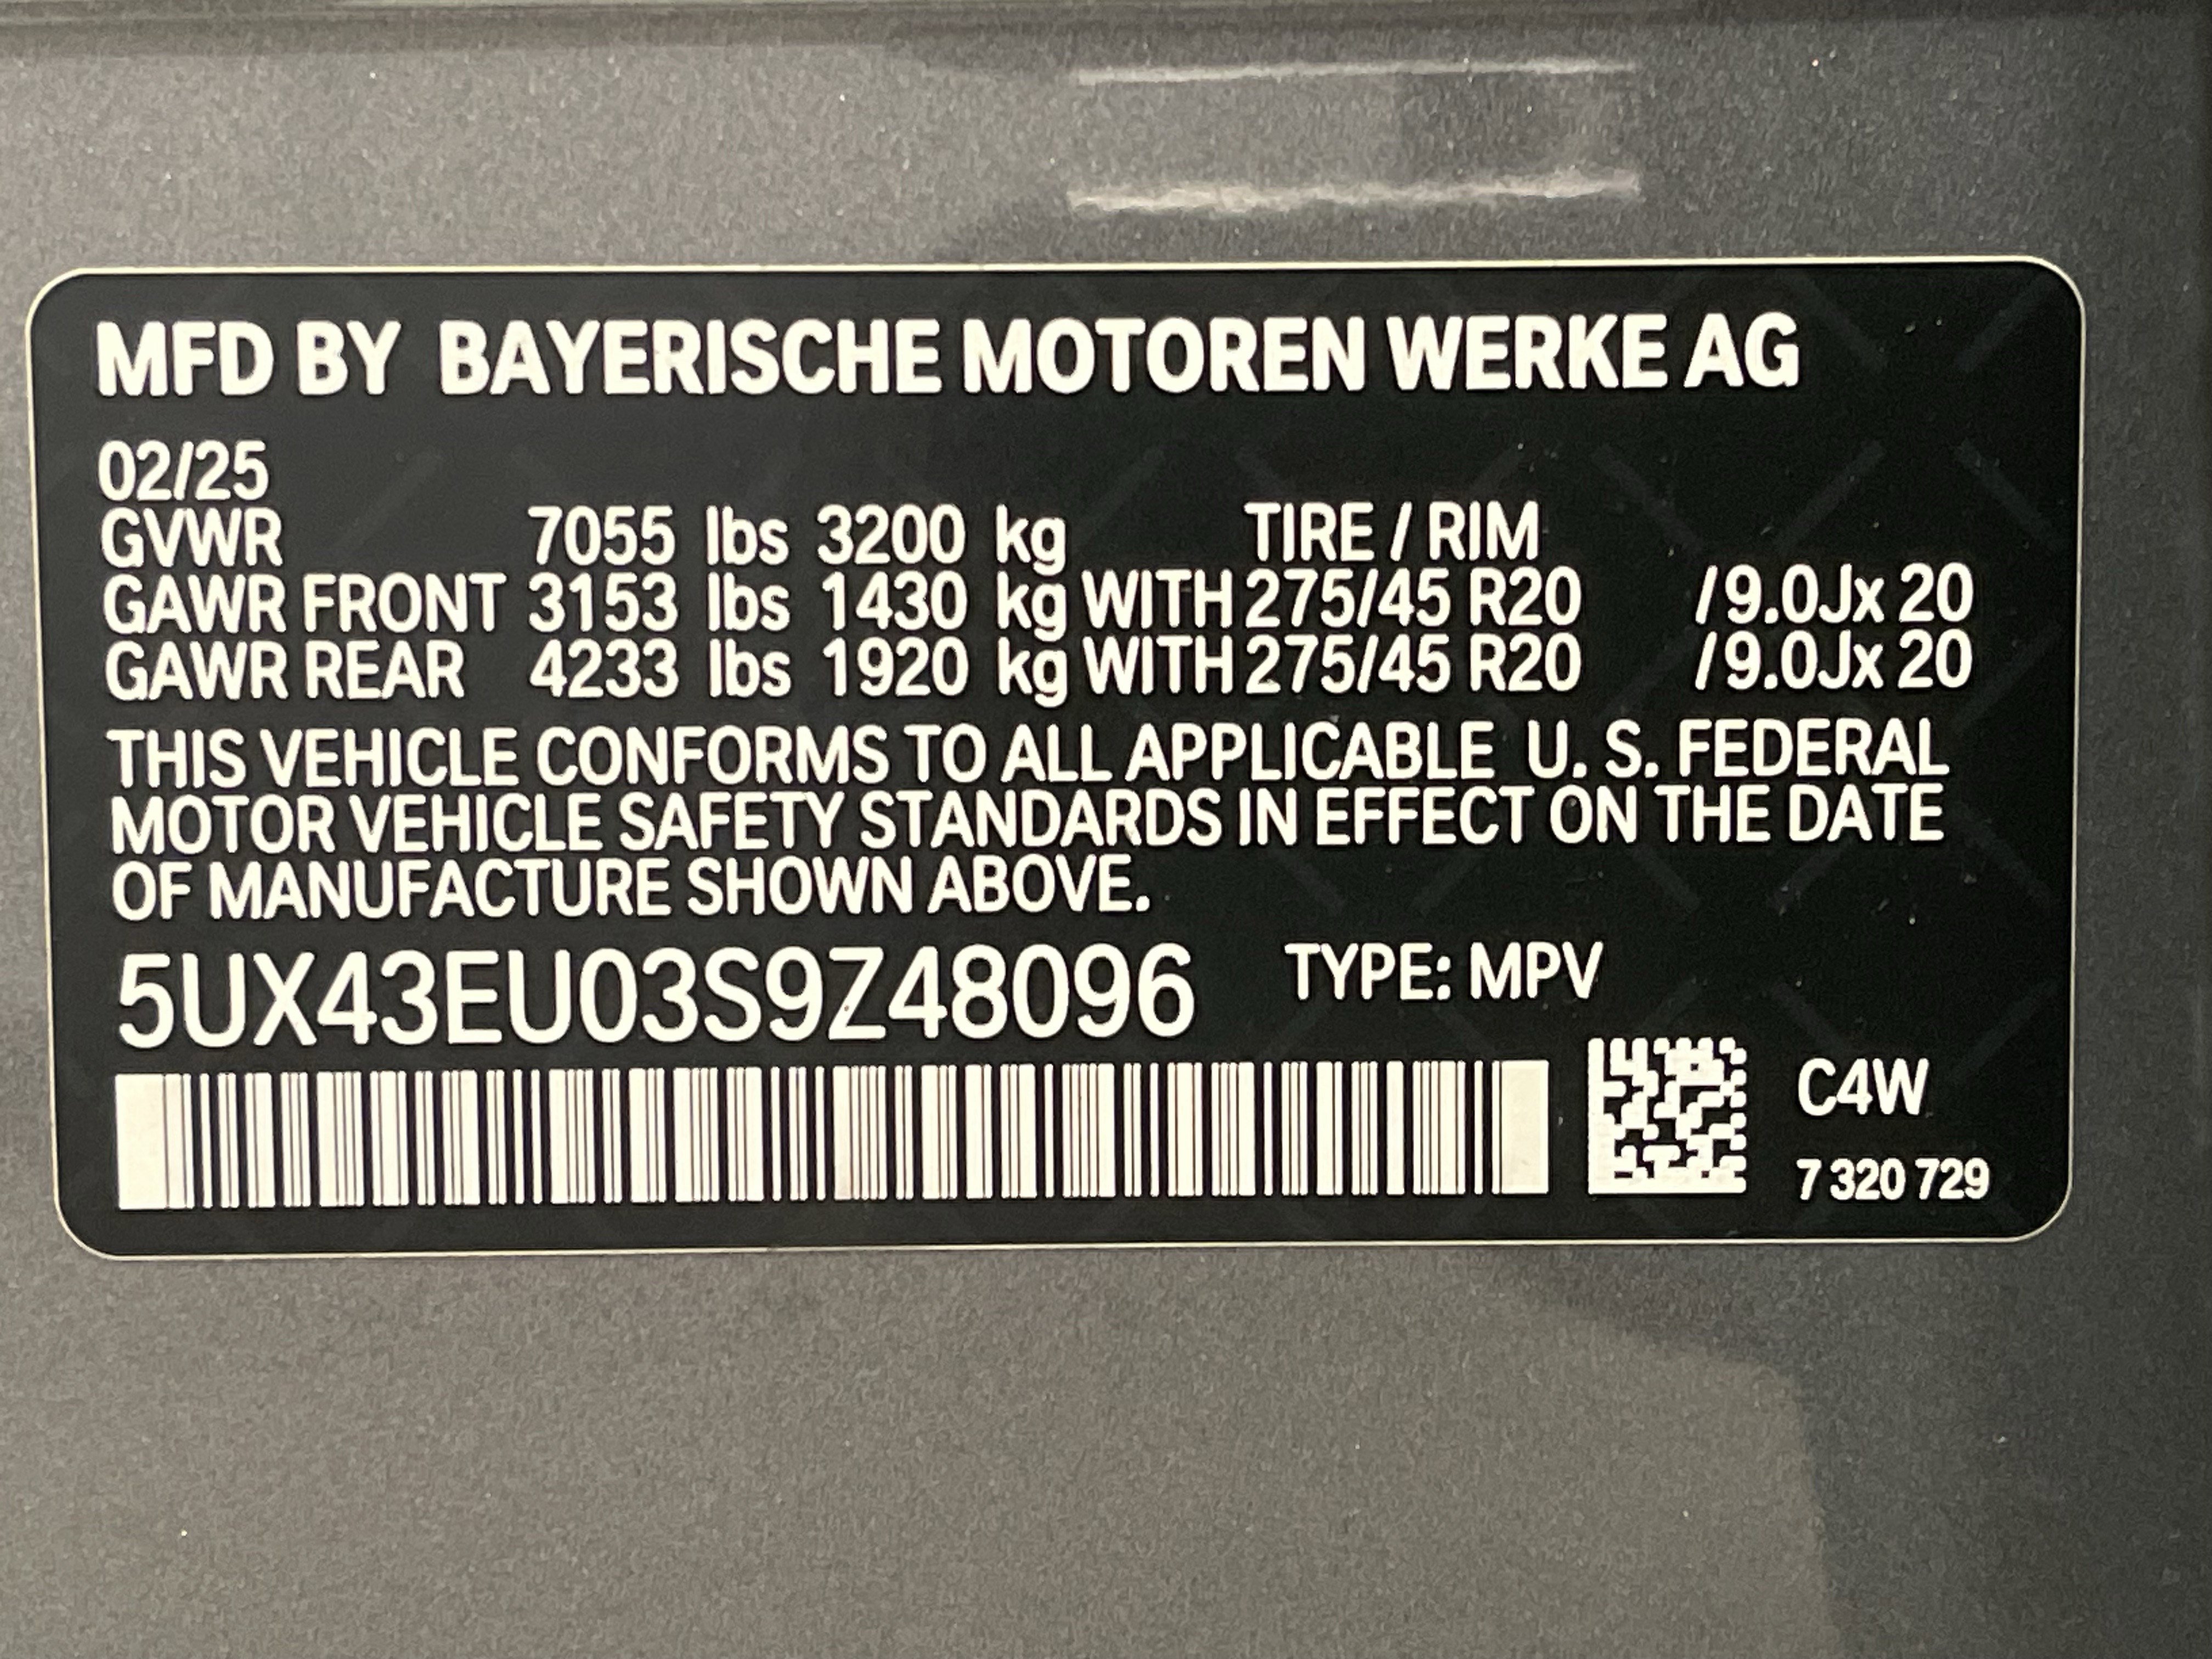 MFD BY BAYERISCHE MOTOREN WERKE AG
02/25
GVWR 7055 lbs 3200 kg TIRE / RIM
GAWR FRONT 3153 lbs 1430 kg WITH 275/45 R20 /9.0Jx 20
GAWR REAR 4233 lbs 1920 kg WITH 275/45 R20 /9.0Jx 20
THIS VEHICLE CONFORMS TO ALL APPLICABLE U. S. FEDERAL
MOTOR VEHICLE SAFETY STANDARDS IN EFFECT ON THE DATE
OF MANUFACTURE SHOWN ABOVE.
5UX43EU03S9Z48096 TYPE: MPV
C4W
7 320 729